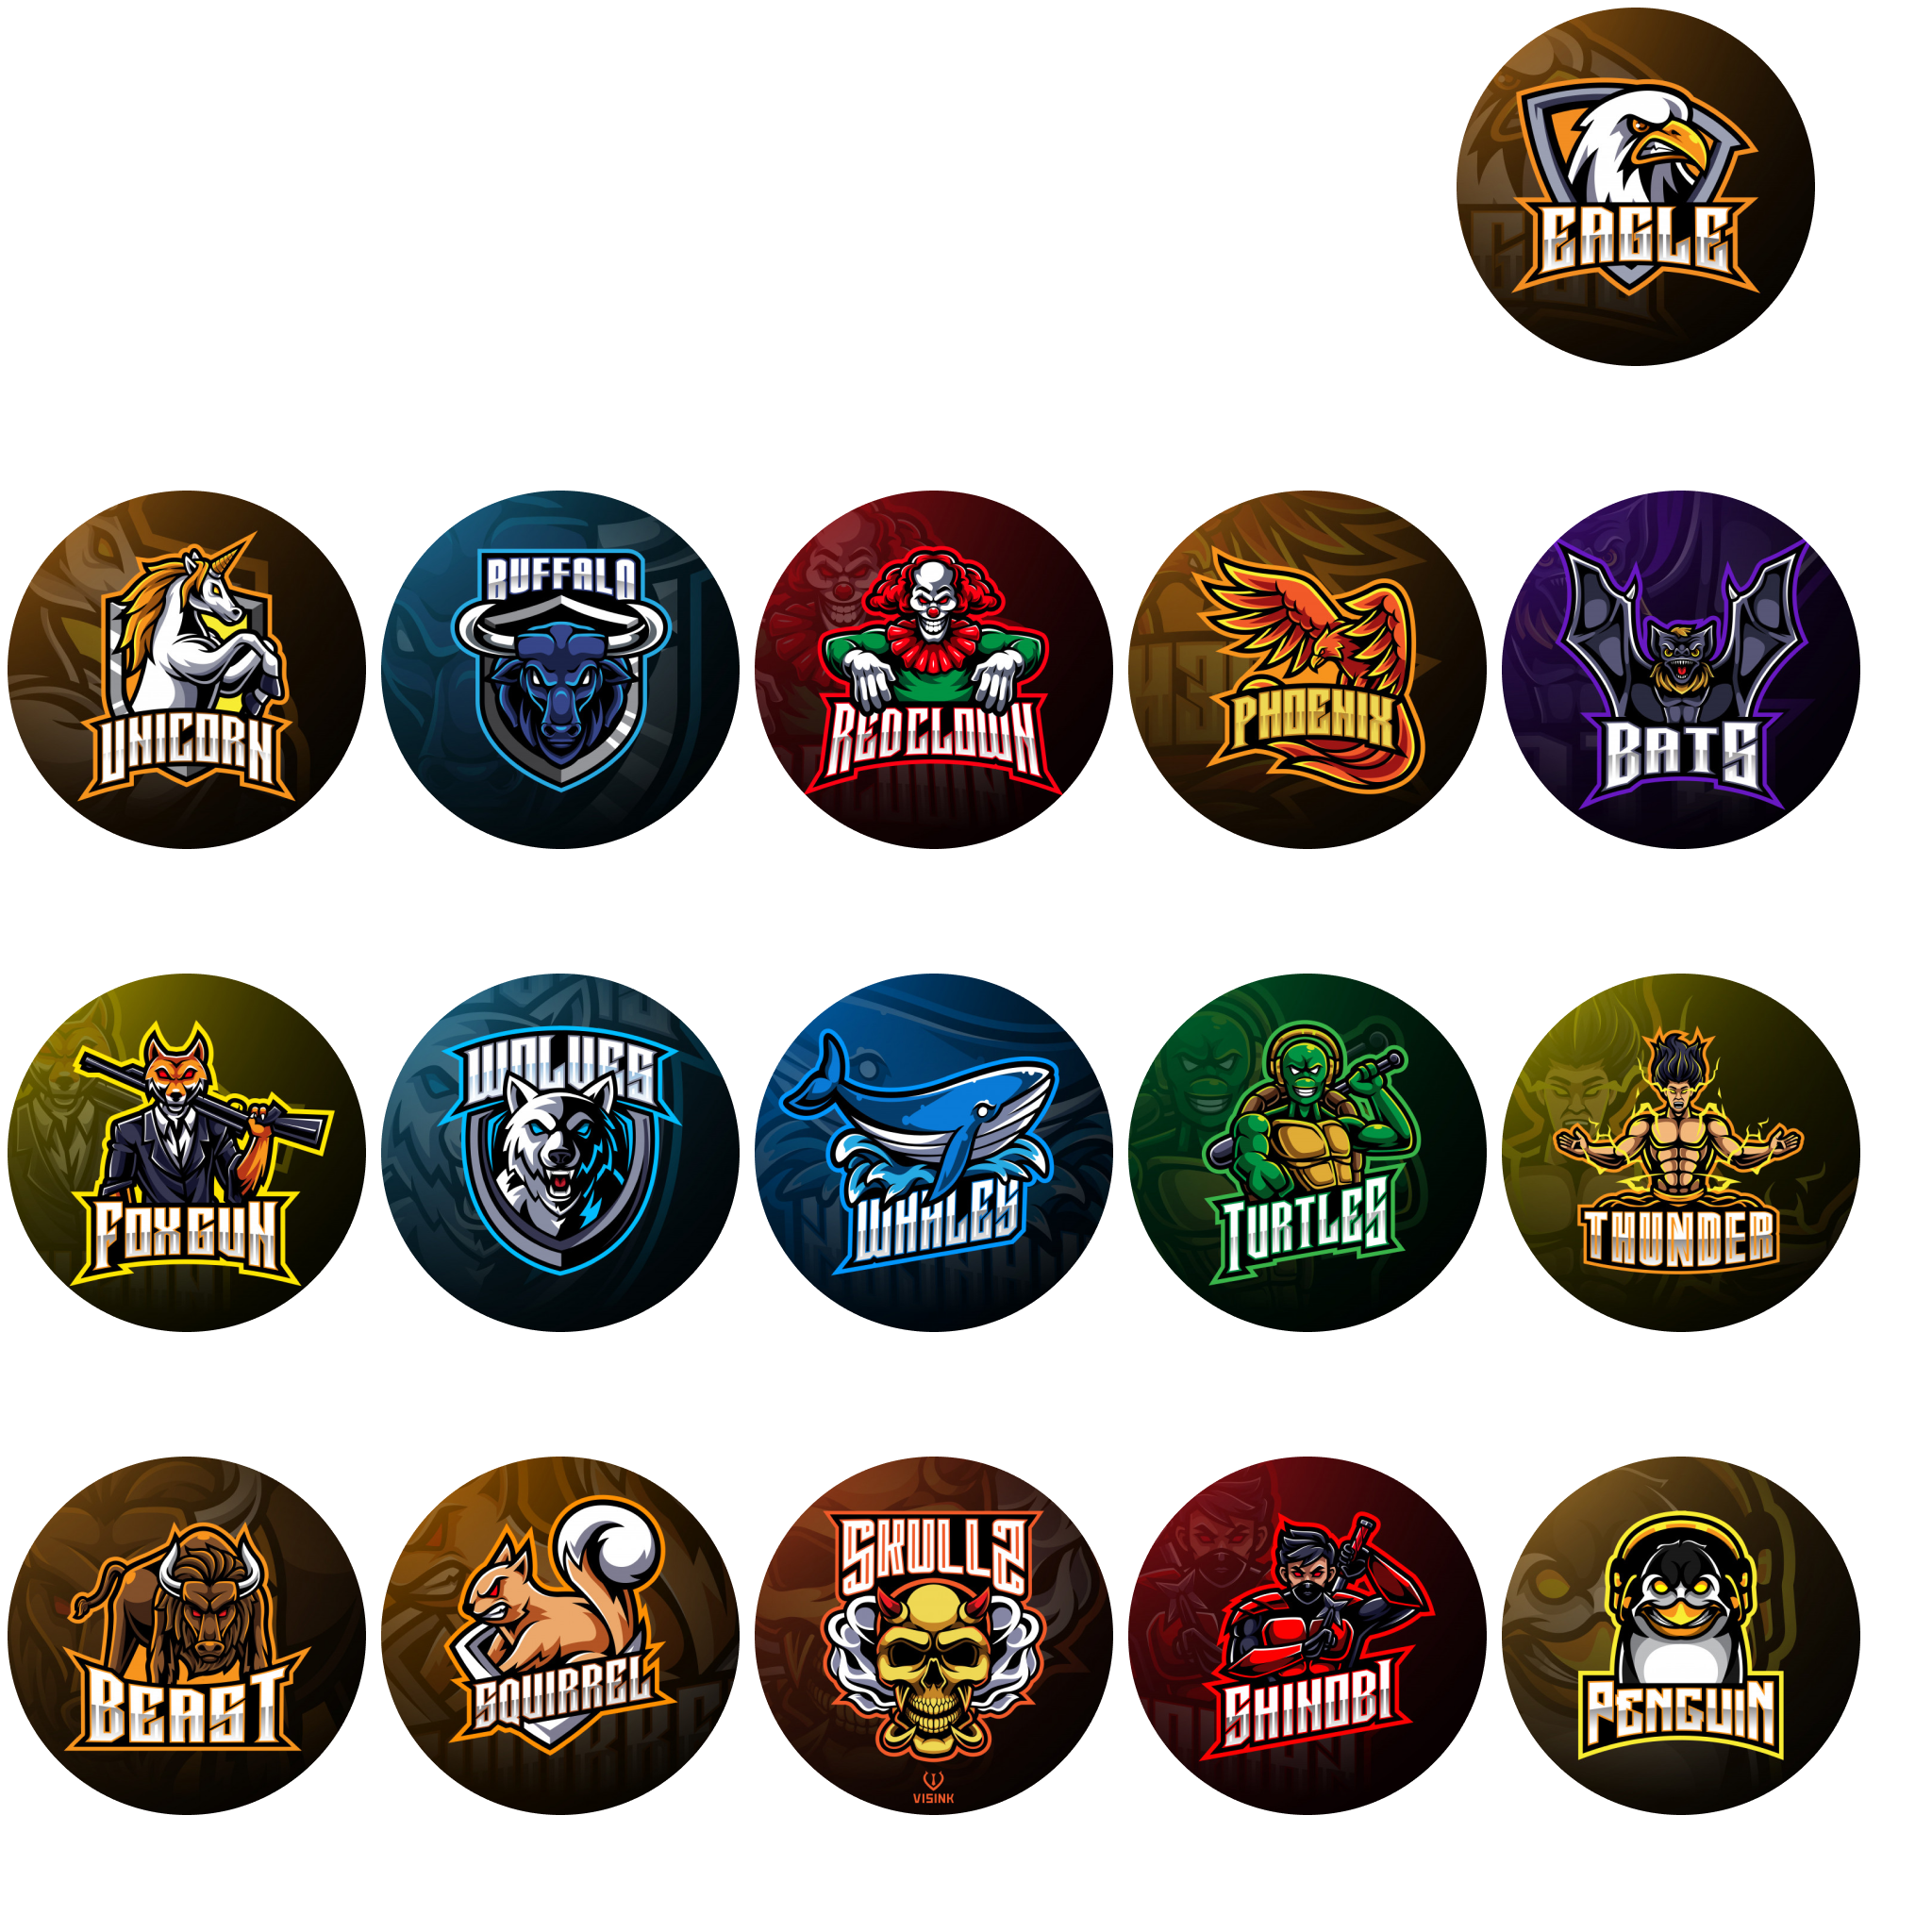 EAGLE
UNICORN
BUFFALO
REDCLOWN
PHOENIX
BATS
FOXGUN
WOLVES
WHALES
TURTLES
THUNDER
BEAST
SQUIRREL
SKULLZ
VISINK
SHINOBI
PENGUIN